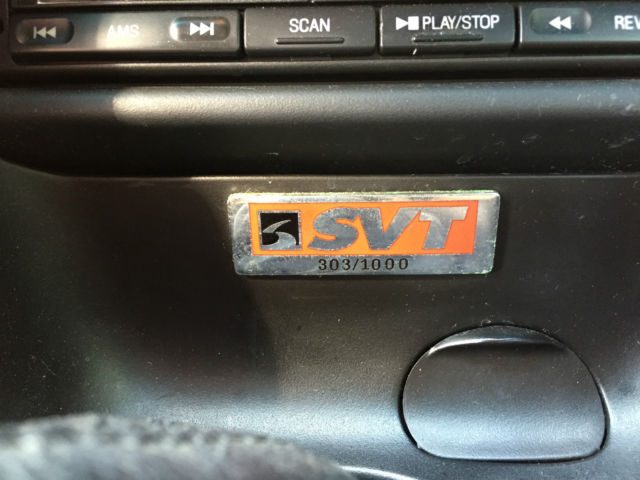 AMS SCAN PLAY/STOP REV
SVT
303/1000